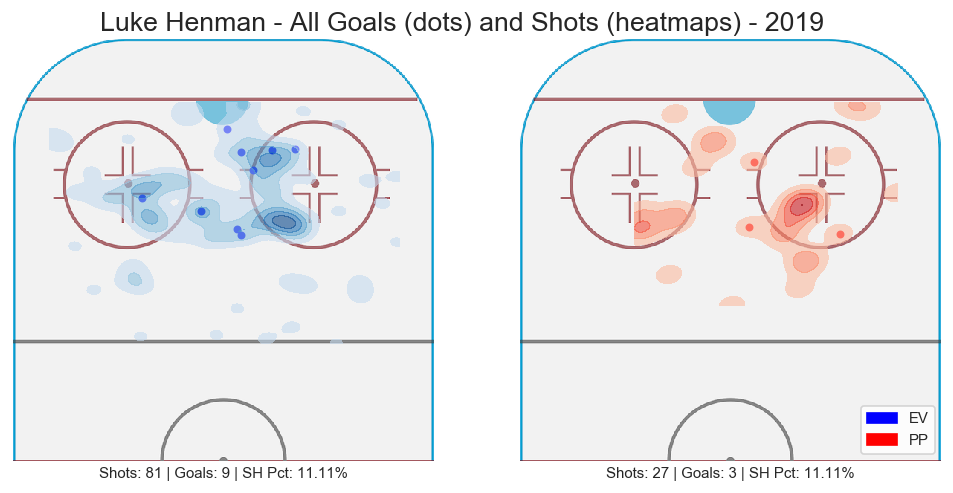 Luke Henman - All Goals (dots) and Shots (heatmaps) - 2019
EV
PP
Shots: 81 | Goals: 9 | SH Pct: 11.11%
Shots: 27 | Goals: 3 | SH Pct: 11.11%